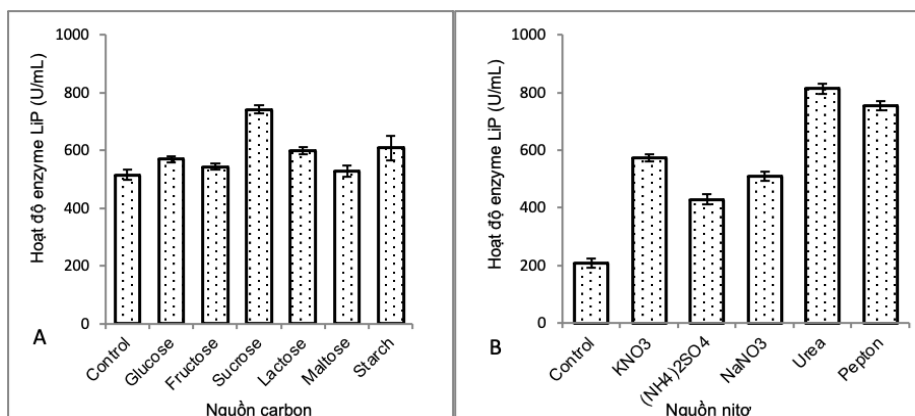 Hoạt độ enzyme LiP (U/mL)
1000
800
600
400
200
0
A
Control
Glucose
Fructose
Sucrose
Lactose
Maltose
Starch
Nguồn carbon
Hoạt độ enzyme LiP (U/mL)
1000
800
600
400
200
0
B
Control
KNO3
(NH4)2SO4
NaNO3
Urea
Pepton
Nguồn nitơ